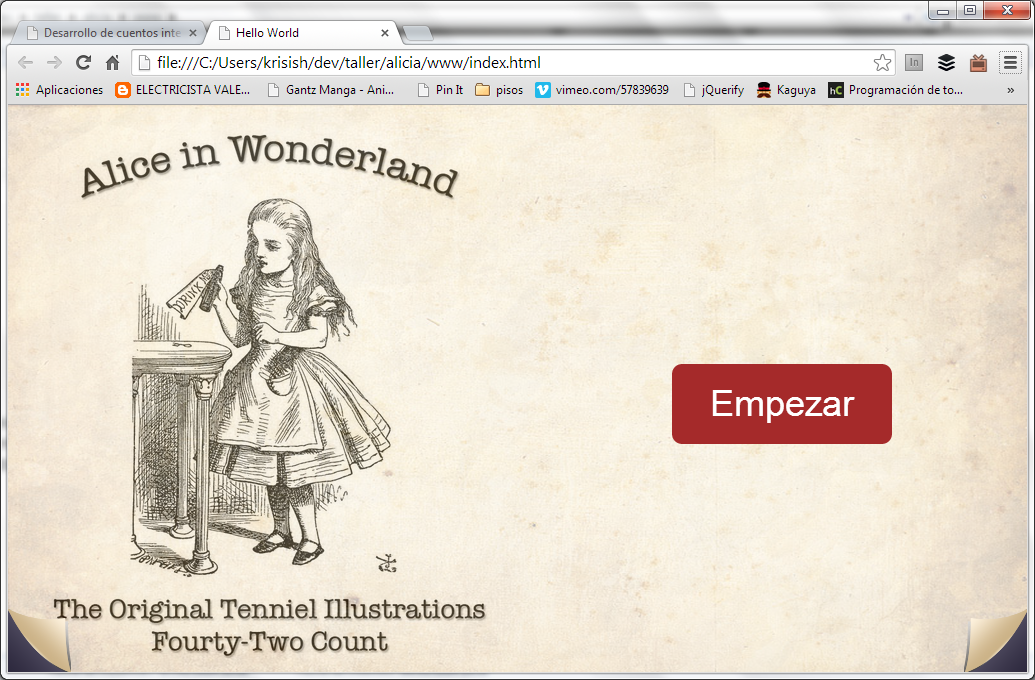 Desarrollo de cuentos inte
Hello World
file:///C:/Users/krisish/dev/taller/alicia/www/index.html
In
Aplicaciones
ELECTRICISTA VALE...
Gantz Manga - Ani...
Pin It
pisos
vimeo.com/57839639
jQuerify
Kaguya
hC
Programación de to...
»
Alice in Wonderland
DRINK ME
Empezar
The Original Tenniel Illustrations
Fourty-Two Count